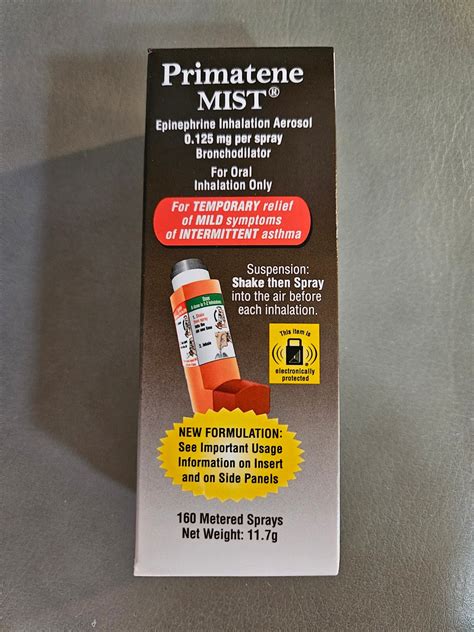 Primatene
MIST®
Epinephrine Inhalation Aerosol
0.125 mg per spray
Bronchodilator
For Oral
Inhalation Only
For TEMPORARY relief
of MILD symptoms
of INTERMITTENT asthma
Suspension:
Shake then Spray
into the air before
each inhalation.
This item is
electronically
protected
NEW FORMULATION:
See Important Usage
Information on Insert
and on Side Panels
160 Metered Sprays
Net Weight: 11.7g